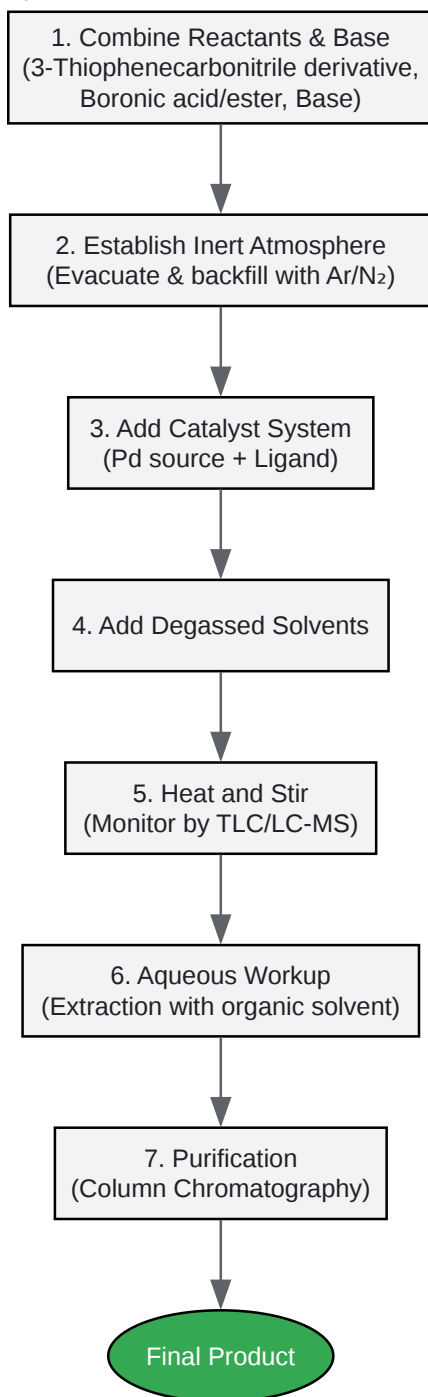 1. Combine Reactants & Base
(3-Thiophenecarbonitrile derivative,
Boronic acid/ester, Base)
2. Establish Inert Atmosphere
(Evacuate & backfill with Ar/N₂)
3. Add Catalyst System
(Pd source + Ligand)
4. Add Degassed Solvents
5. Heat and Stir
(Monitor by TLC/LC-MS)
6. Aqueous Workup
(Extraction with organic solvent)
7. Purification
(Column Chromatography)
Final Product